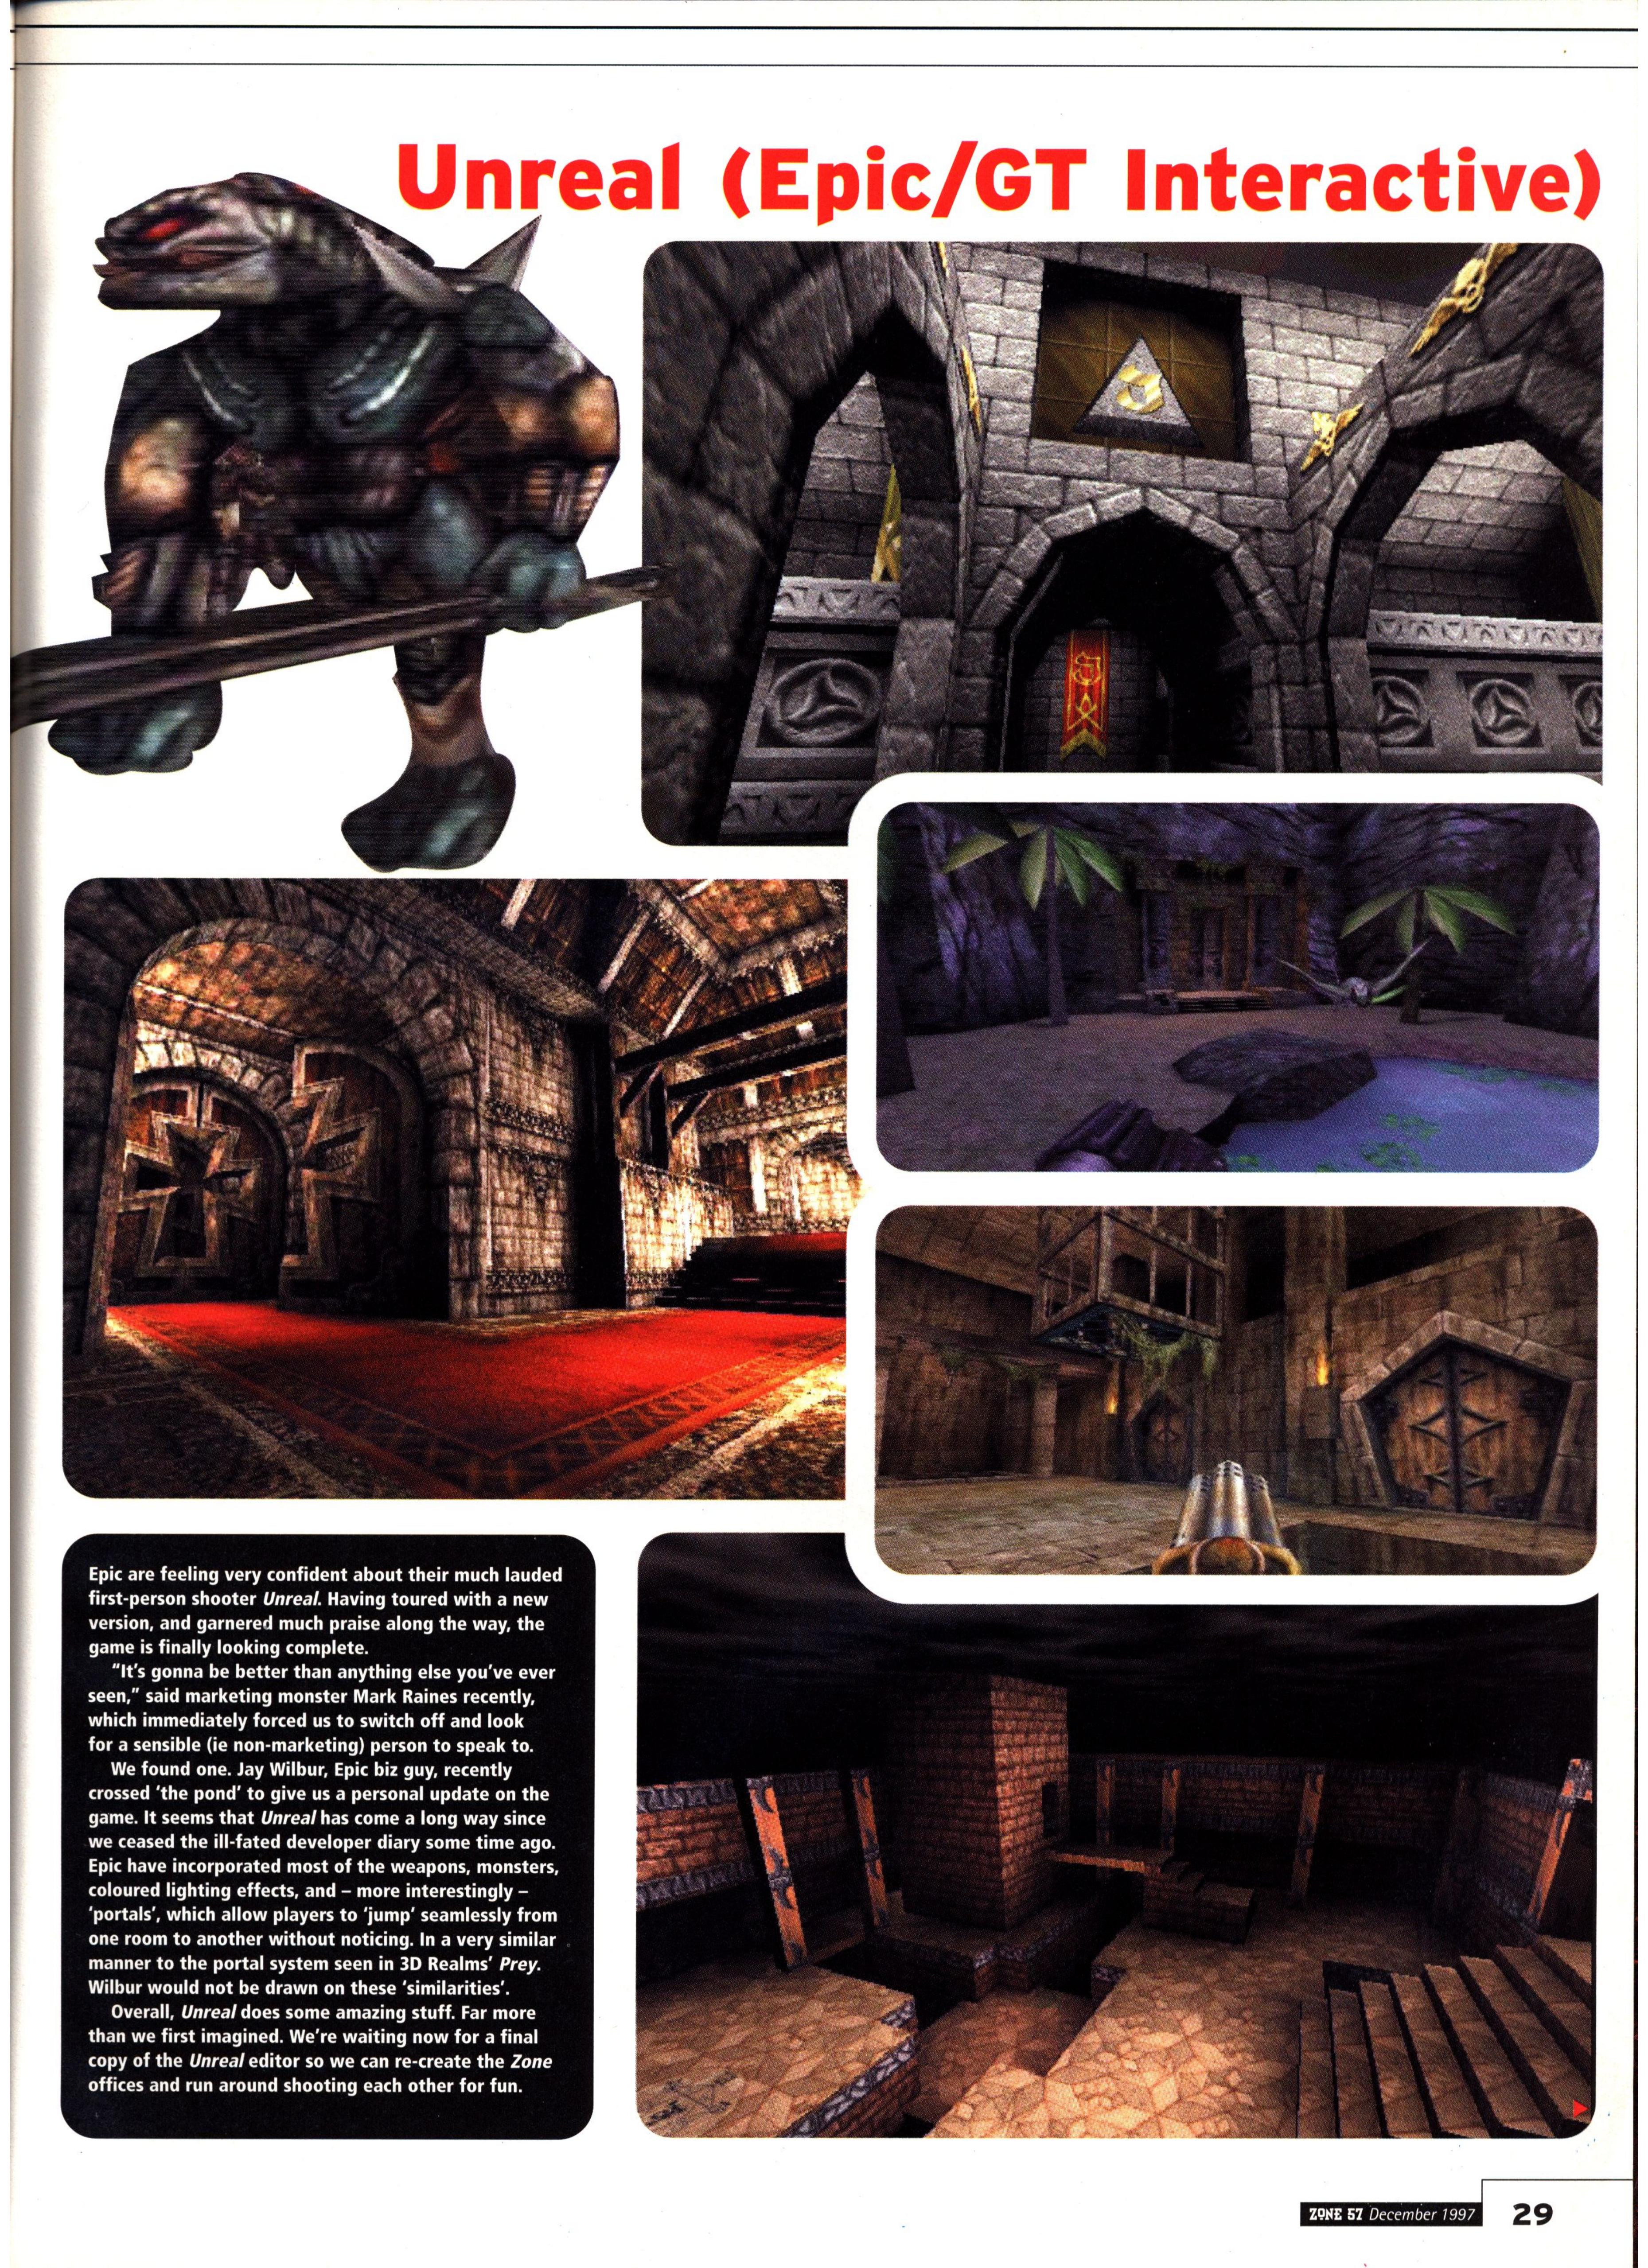 Unreal (Epic/GT Interactive)
Epic are feeling very confident about their much lauded
first-person shooter Unreal. Having toured with a new
version, and garnered much praise along the way, the
game is finally looking complete.
“It’s gonna be better than anything else you’ve ever
seen,” said marketing monster Mark Raines recently,
which immediately forced us to switch off and look
for a sensible (ie non-marketing) person to speak to.
We found one. Jay Wilbur, Epic biz guy, recently
crossed ‘the pond’ to give us a personal update on the
game. It seems that Unreal has come a long way since
we ceased the ill-fated developer diary some time ago.
Epic have incorporated most of the weapons, monsters,
coloured lighting effects, and – more interestingly –
‘portals’, which allow players to ‘jump’ seamlessly from
one room to another without noticing. In a very similar
manner to the portal system seen in 3D Realms’ Prey.
Wilbur would not be drawn on these ‘similarities’.
Overall, Unreal does some amazing stuff. Far more
than we first imagined. We’re waiting now for a final
copy of the Unreal editor so we can re-create the Zone
offices and run around shooting each other for fun.
ZONE 57 December 1997 29